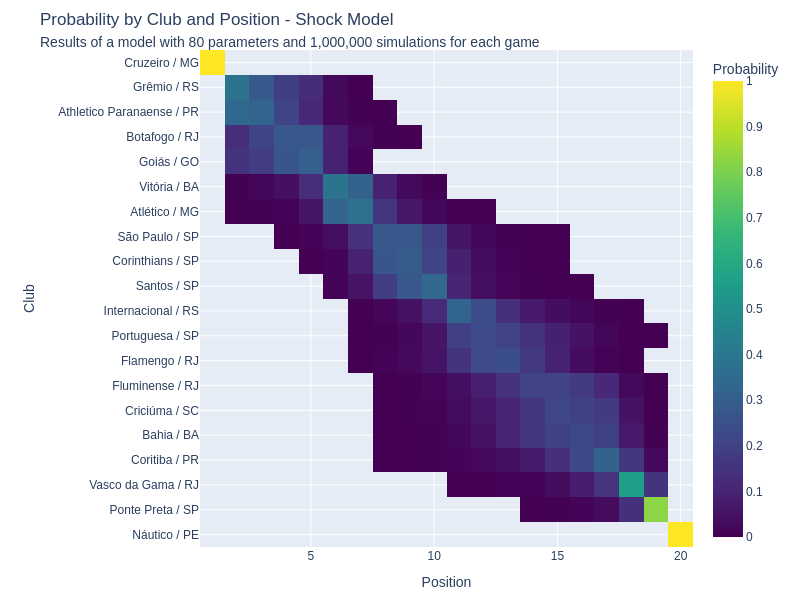 Probability by Club and Position - Shock Model
Results of a model with 80 parameters and 1,000,000 simulations for each game
Cruzeiro / MG
Grêmio / RS
Athletico Paranaense / PR
Botafogo / RJ
Goiás / GO
Vitória / BA
Atlético / MG
São Paulo / SP
Corinthians / SP
Santos / SP
Internacional / RS
Portuguesa / SP
Flamengo / RJ
Fluminense / RJ
Criciúma / SC
Bahia / BA
Coritiba / PR
Vasco da Gama / RJ
Ponte Preta / SP
Náutico / PE
Club
5
10
15
20
Position
Probability
1
0.9
0.8
0.7
0.6
0.5
0.4
0.3
0.2
0.1
0